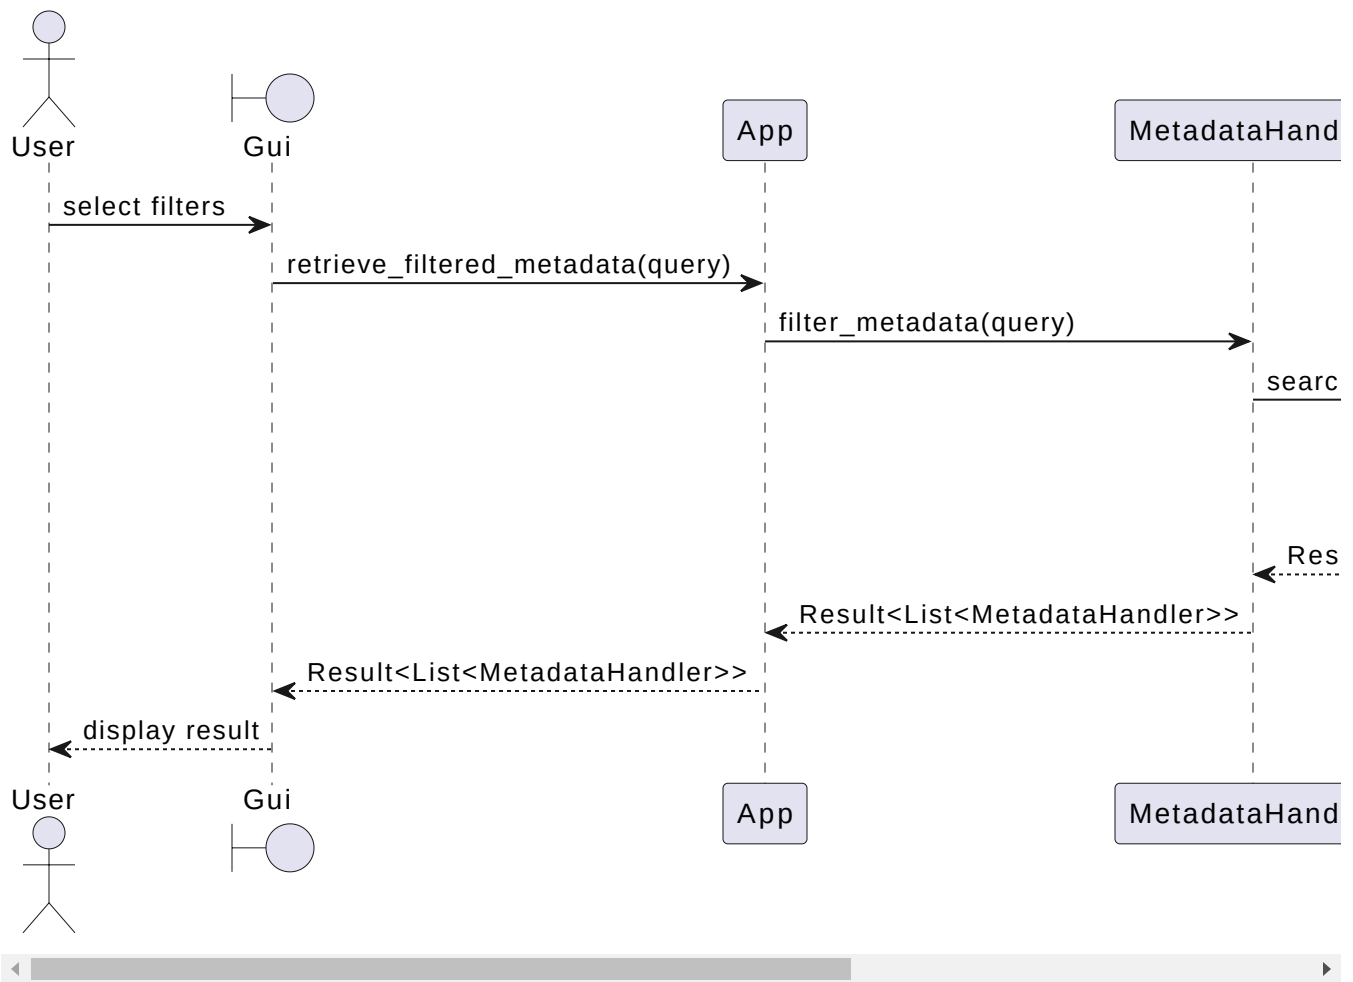 User
Gui
App
MetadataHand
select filters
retrieve_filtered_metadata(query)
filter_metadata(query)
searc
Res
Result<List<MetadataHandler>>
Result<List<MetadataHandler>>
display result
User
Gui
App
MetadataHand